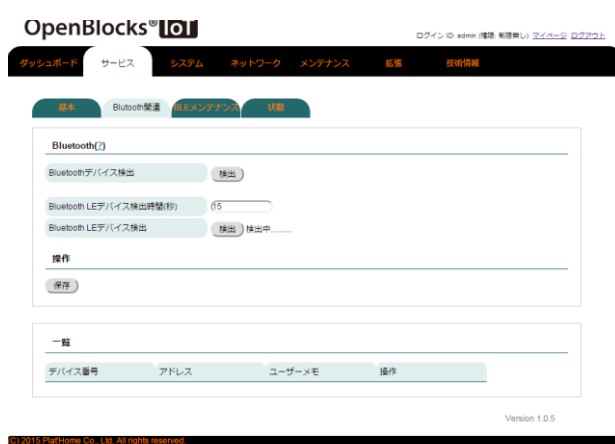 OpenBlocks® IoT
ログイン ID: admin (権限: 制限無し) マイページ ログアウト
ダッシュボード サービス システム ネットワーク メンテナンス 拡張 技術情報
基本 Blutooth関連 BLEメンテナンス 状態
Bluetooth(?)
Bluetoothデバイス検出 検出
Bluetooth LEデバイス検出時間(秒) 15
Bluetooth LEデバイス検出 検出 検出中..........
操作
保存
一覧
デバイス番号 アドレス ユーザーメモ 操作
Version 1.0.5
(C) 2015 Plat'Home Co., Ltd. All rights reserved.